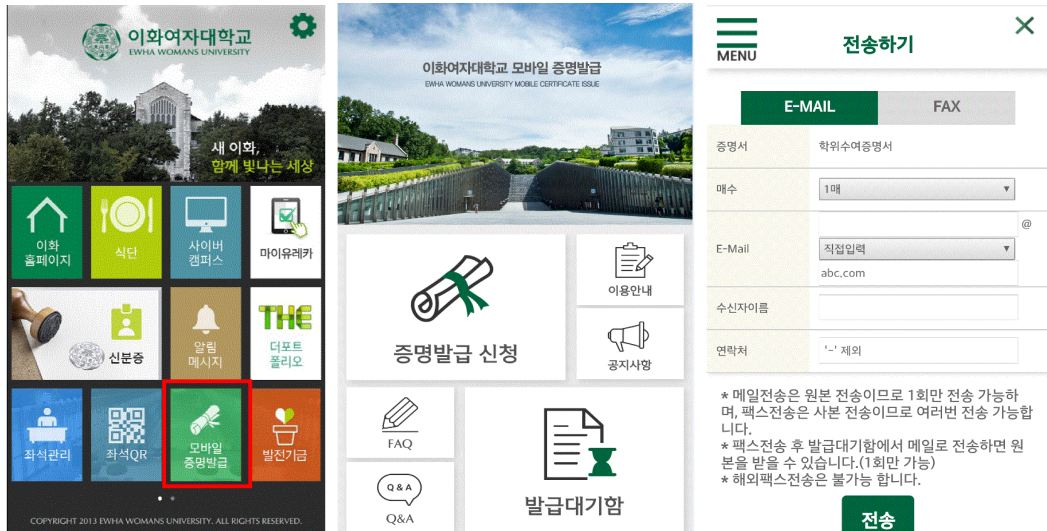 이화여자대학교
EWHA WOMANS UNIVERSITY
새 이화,
함께 빛나는 세상
이화
홈페이지
식단
사이버
캠퍼스
마이유레카
신분증
알림
메시지
THE
더포트
폴리오
좌석관리
좌석QR
모바일
증명발급
발전기금
COPYRIGHT 2013 EWHA WOMANS UNIVERSITY. ALL RIGHTS RESERVED.
이화여자대학교 모바일 증명발급
EWHA WOMANS UNIVERSITY MOBILE CERTIFICATE ISSUE
증명발급 신청
이용안내
공지사항
FAQ
Q & A
Q&A
발급대기함
MENU
전송하기
E-MAIL FAX
증명서 학위수여증명서
매수 1매
@
E-Mail 직접입력
abc.com
수신자이름
연락처 '-' 제외
* 메일전송은 원본 전송이므로 1회만 전송 가능하
며, 팩스전송은 사본 전송이므로 여러번 전송 가능합
니다.
* 팩스전송 후 발급대기함에서 메일로 전송하면 원
본을 받을 수 있습니다.(1회만 가능)
* 해외팩스전송은 불가능 합니다.
전송